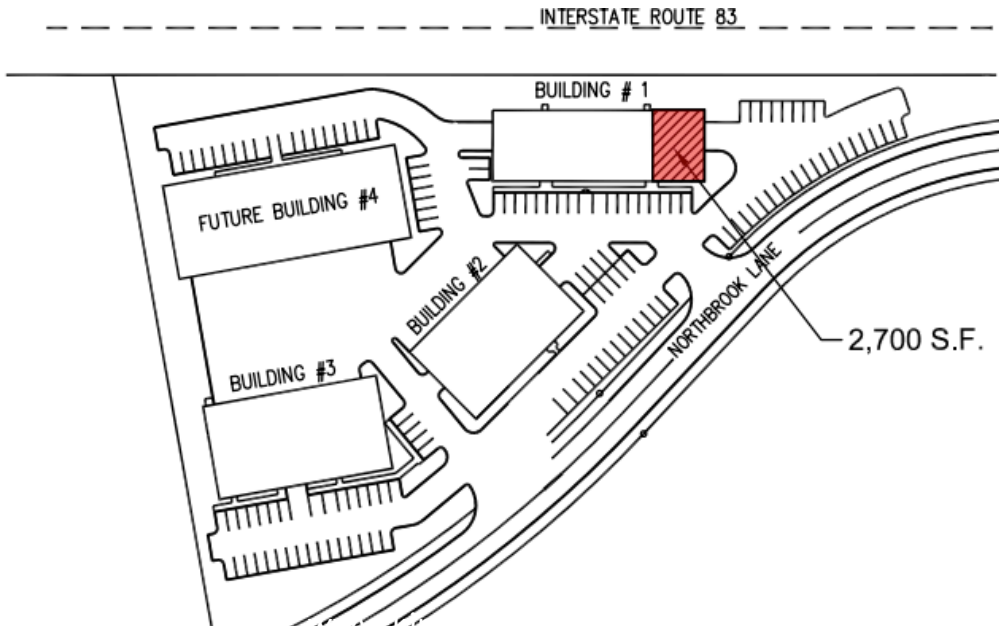 INTERSTATE ROUTE 83
BUILDING # 1
FUTURE BUILDING #4
BUILDING #2
NORTHBROOK LANE
2,700 S.F.
BUILDING #3